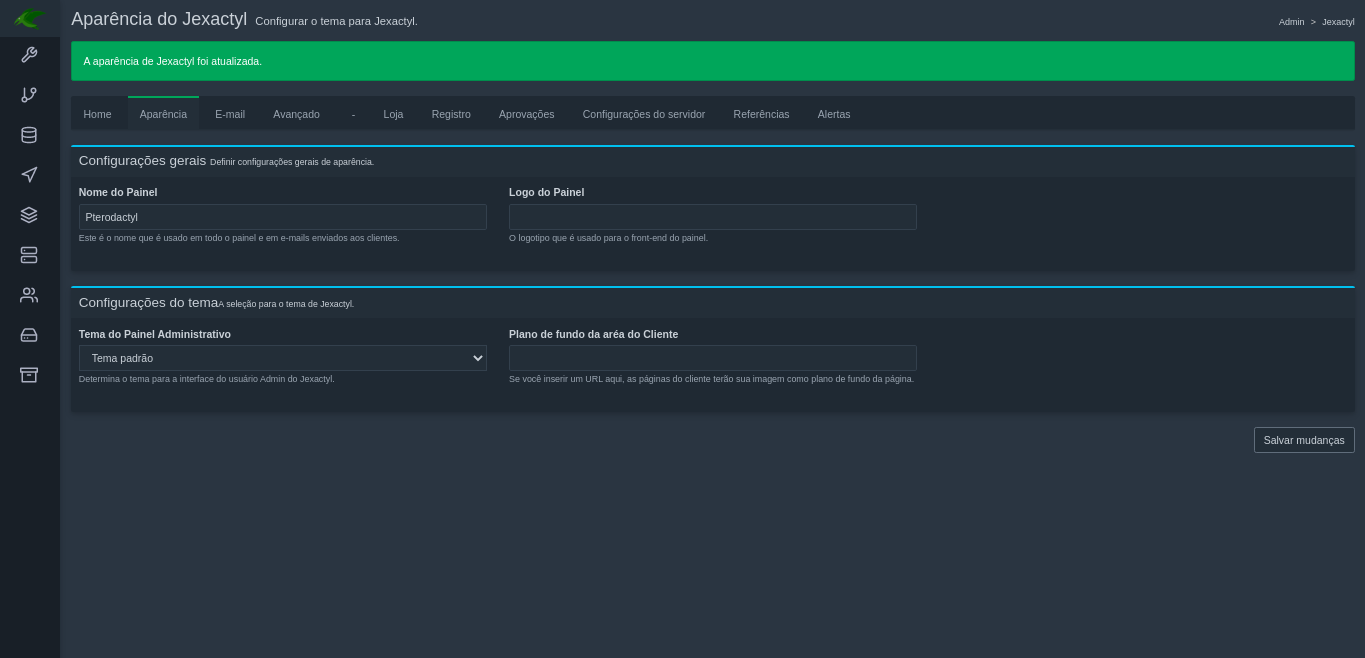 Aparência do Jexactyl Configurar o tema para Jexactyl.
Admin > Jexactyl
A aparência de Jexactyl foi atualizada.
Home Aparência E-mail Avançado - Loja Registro Aprovações Configurações do servidor Referências Alertas
Configurações gerais Definir configurações gerais de aparência.
Nome do Painel Logo do Painel
Pterodactyl
Este é o nome que é usado em todo o painel e em e-mails enviados aos clientes. O logotipo que é usado para o front-end do painel.
Configurações do temaA seleção para o tema de Jexactyl.
Tema do Painel Administrativo Plano de fundo da aréa do Cliente
Tema padrão
Determina o tema para a interface do usuário Admin do Jexactyl. Se você inserir um URL aqui, as páginas do cliente terão sua imagem como plano de fundo da página.
Salvar mudanças